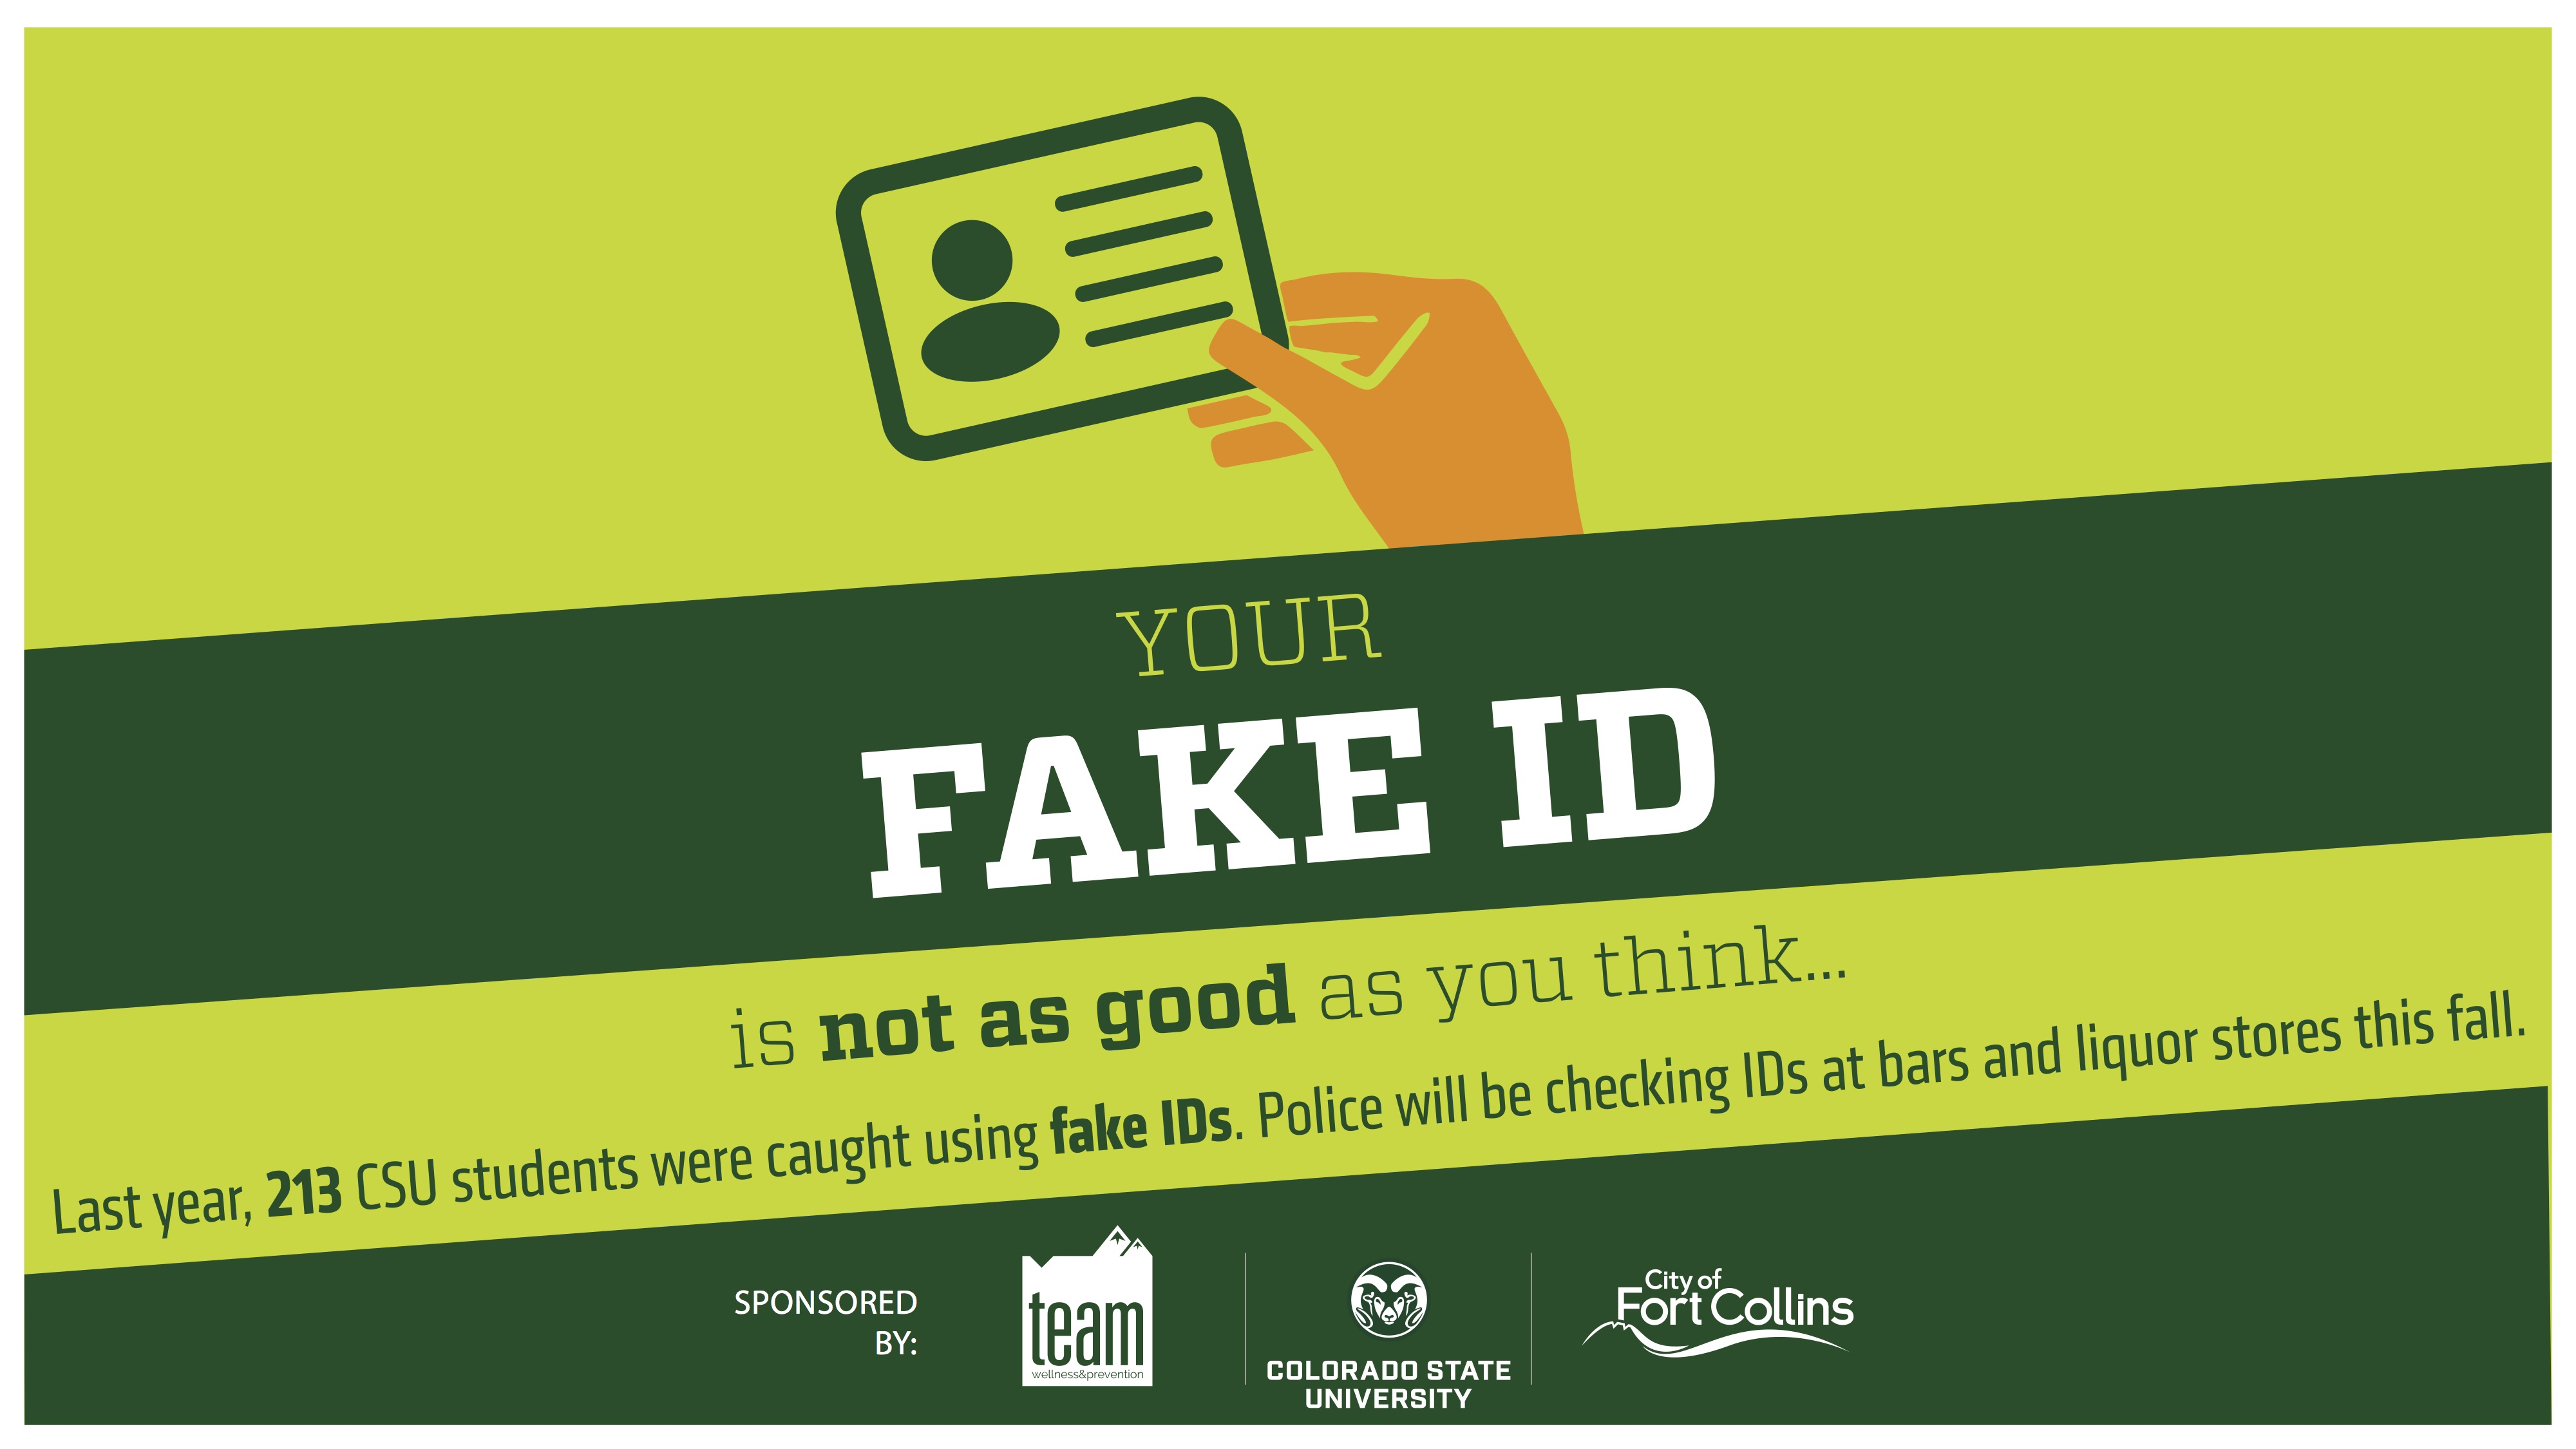 YOUR
FAKE ID
is not as good as you think...
Last year, 213 CSU students were caught using fake IDs. Police will be checking IDs at bars and liquor stores this fall.
SPONSORED
BY:
team
wellness&prevention
COLORADO STATE
UNIVERSITY
City of
Fort Collins